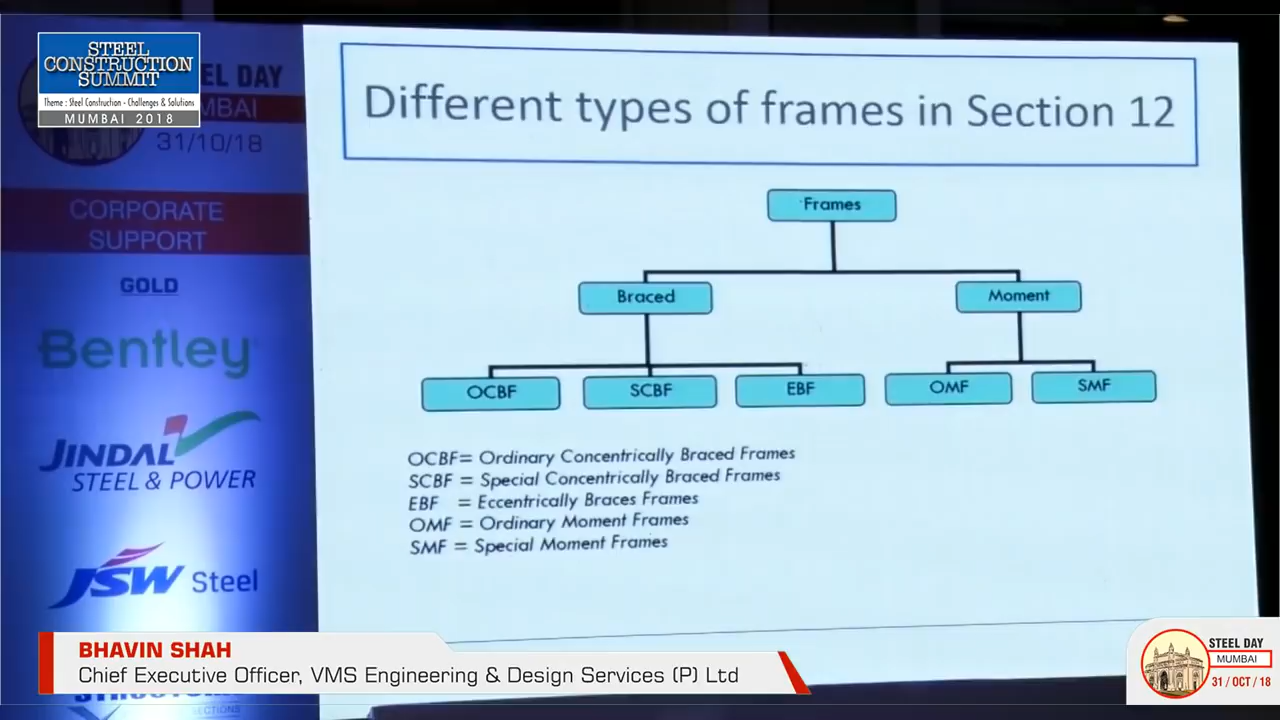 STEEL
CONSTRUCTION
SUMMIT
Theme : Steel Construction - Challenges & Solutions
MUMBAI 2018
EL DAY
MBAI
31/10/18
CORPORATE
SUPPORT
GOLD
Bentley
JINDAL
STEEL & POWER
JSW Steel
Different types of frames in Section 12
Frames
Braced
Moment
OCBF
SCBF
EBF
OMF
SMF
OCBF= Ordinary Concentrically Braced Frames
SCBF = Special Concentrically Braced Frames
EBF = Eccentrically Braces Frames
OMF = Ordinary Moment Frames
SMF = Special Moment Frames
BHAVIN SHAH
Chief Executive Officer, VMS Engineering & Design Services (P) Ltd
SECTIONS
STEEL DAY
MUMBAI
31 / OCT / 18